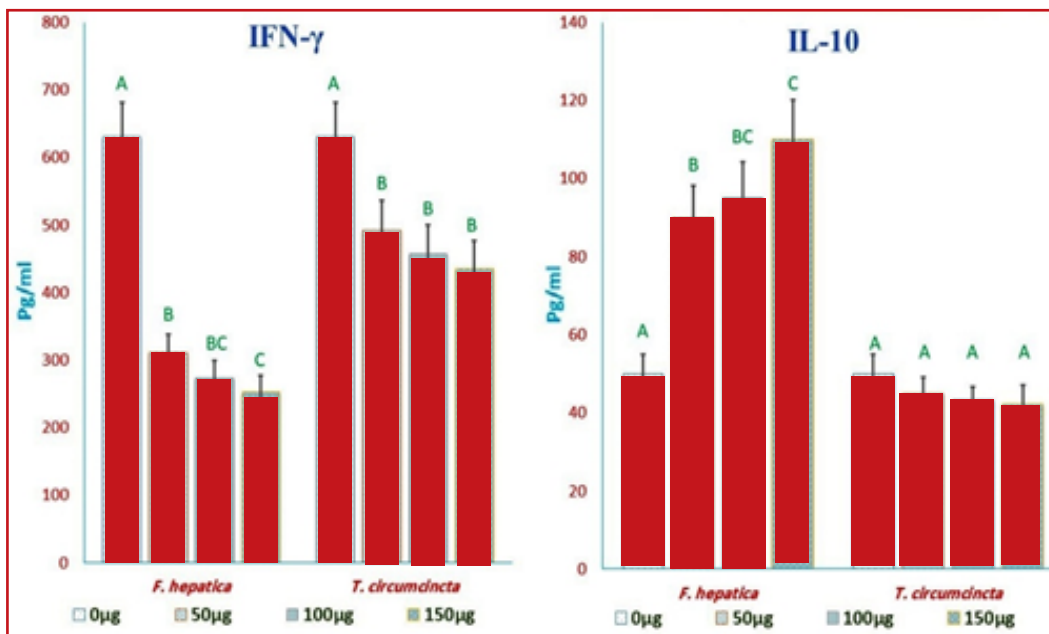 IFN-γ
800
700
600
500
400
300
200
100
0
Pg/ml
A
B
BC
C
A
B
B
B
F. hepatica
T. circumcincta
0µg
50µg
100µg
150µg
IL-10
140
120
100
80
60
40
20
0
Pg/ml
A
B
BC
C
A
A
A
A
F. hepatica
T. circumcincta
0µg
50µg
100µg
150µg